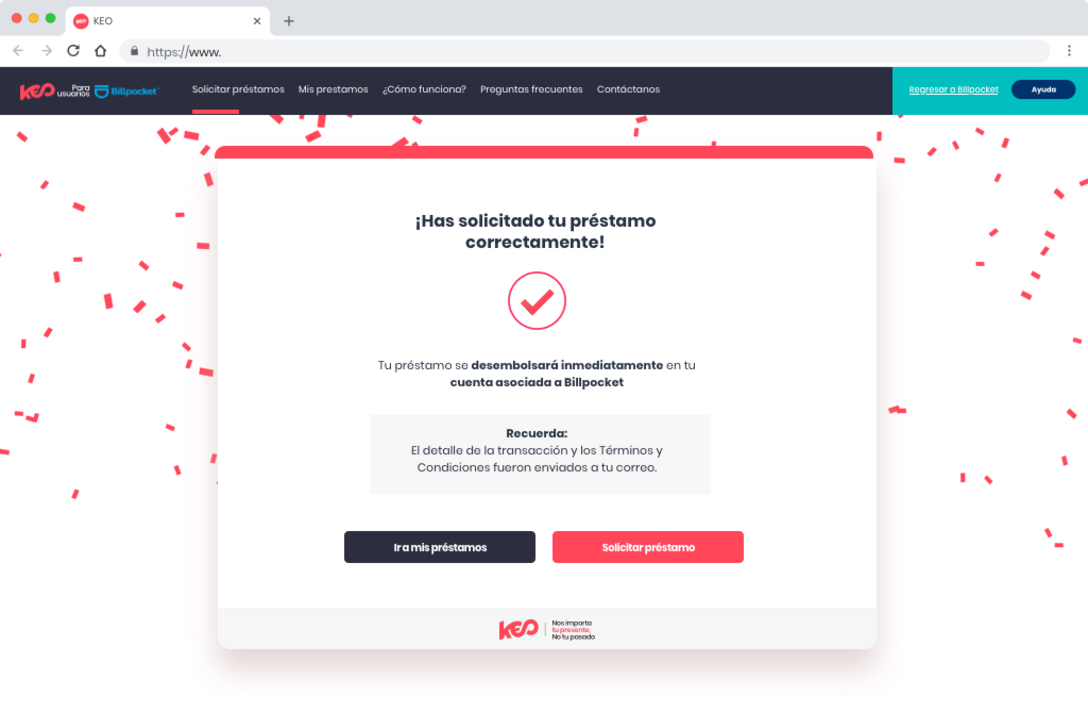 KEO
https://www.
KEO Para usuarios Billpocket
Solicitar préstamos
Mis prestamos
¿Cómo funciona?
Preguntas frecuentes
Contáctanos
Regresar a Billpocket
Ayuda
¡Has solicitado tu préstamo
correctamente!
Tu préstamo se desembolsará inmediatamente en tu
cuenta asociada a Billpocket
Recuerda:
El detalle de la transacción y los Términos y
Condiciones fueron enviados a tu correo.
Ir a mis préstamos
Solicitar préstamo
KEO
Nos importa
tu presente,
No tu pasado